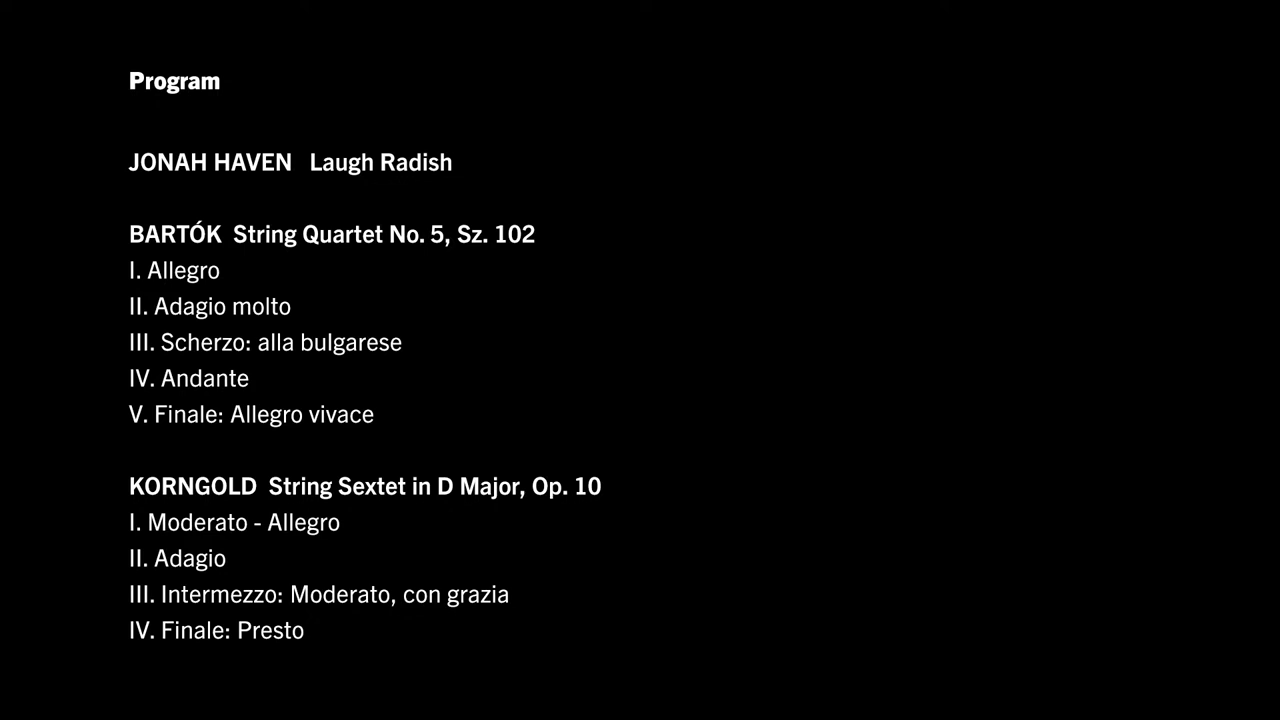 Program
JONAH HAVEN Laugh Radish
BARTÓK String Quartet No. 5, Sz. 102
I. Allegro
II. Adagio molto
III. Scherzo: alla bulgarese
IV. Andante
V. Finale: Allegro vivace
KORNGOLD String Sextet in D Major, Op. 10
I. Moderato - Allegro
II. Adagio
III. Intermezzo: Moderato, con grazia
IV. Finale: Presto